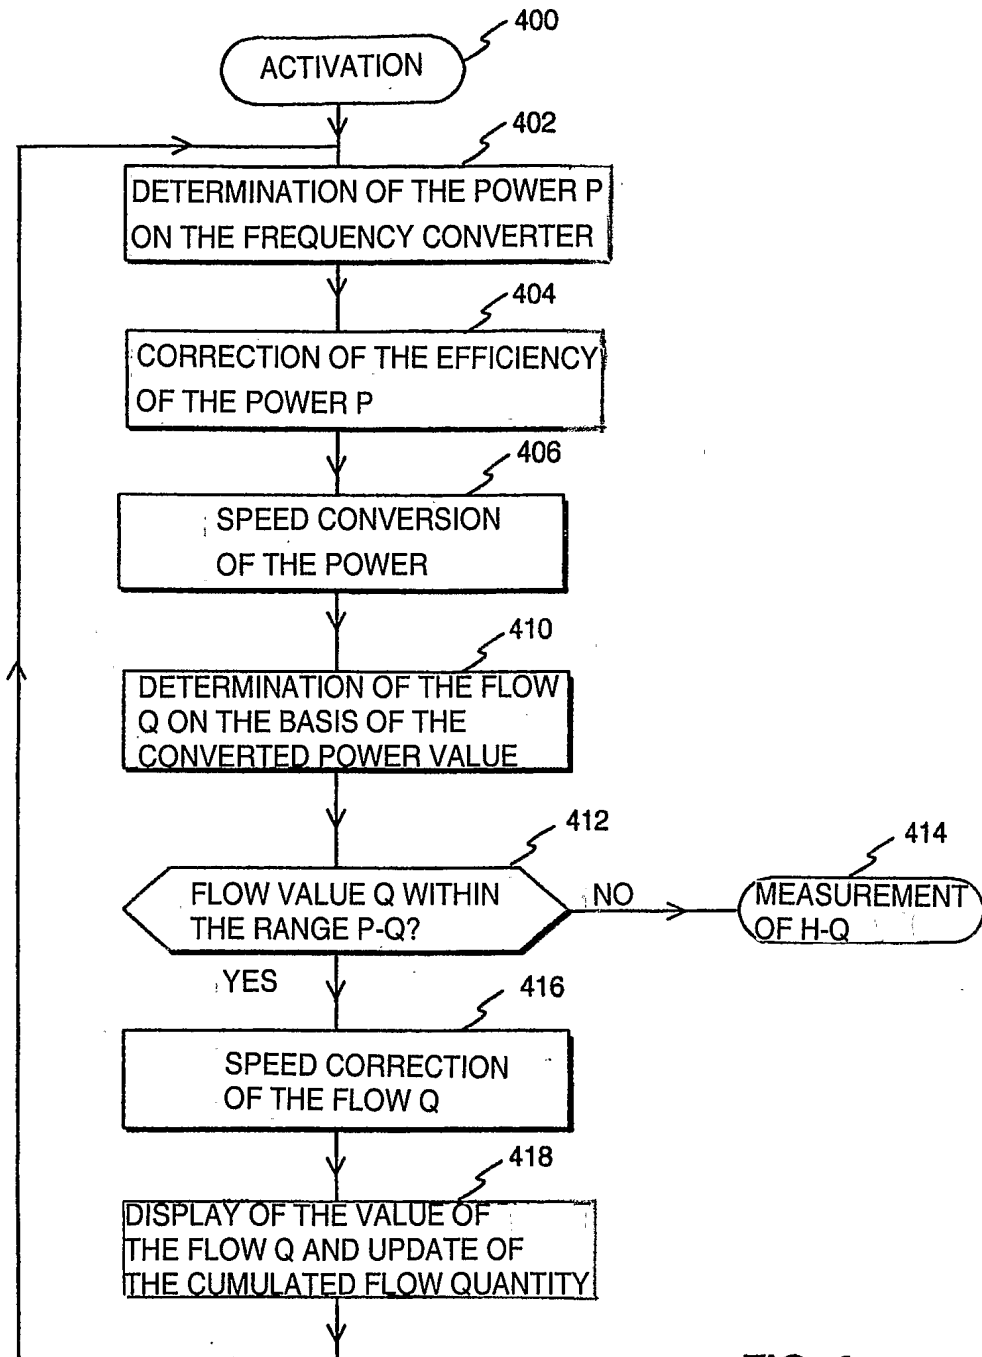 400
ACTIVATION
402
DETERMINATION OF THE POWER P
ON THE FREQUENCY CONVERTER
404
CORRECTION OF THE EFFICIENCY
OF THE POWER P
406
SPEED CONVERSION
OF THE POWER
410
DETERMINATION OF THE FLOW
Q ON THE BASIS OF THE
CONVERTED POWER VALUE
412
FLOW VALUE Q WITHIN
THE RANGE P-Q?
NO
414
MEASUREMENT
OF H-Q
YES
416
SPEED CORRECTION
OF THE FLOW Q
418
DISPLAY OF THE VALUE OF
THE FLOW Q AND UPDATE OF
THE CUMULATED FLOW QUANTITY